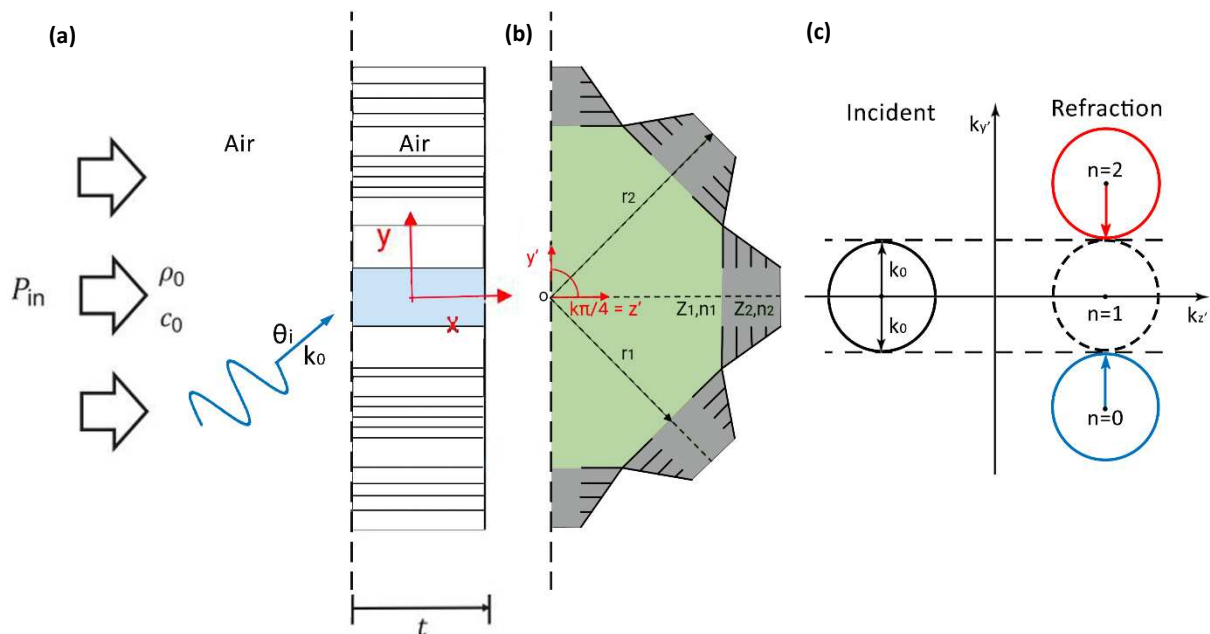 (a)
Air
Air
P_in
ρ₀
c₀
θᵢ
k₀
y
x
t
(b)
r₂
y'
o
kπ/4 = z'
Z₁,n₁
Z₂,n₂
r₁
(c)
Incident
k_y'
Refraction
n=2
k₀
k₀
n=1
k_z'
n=0